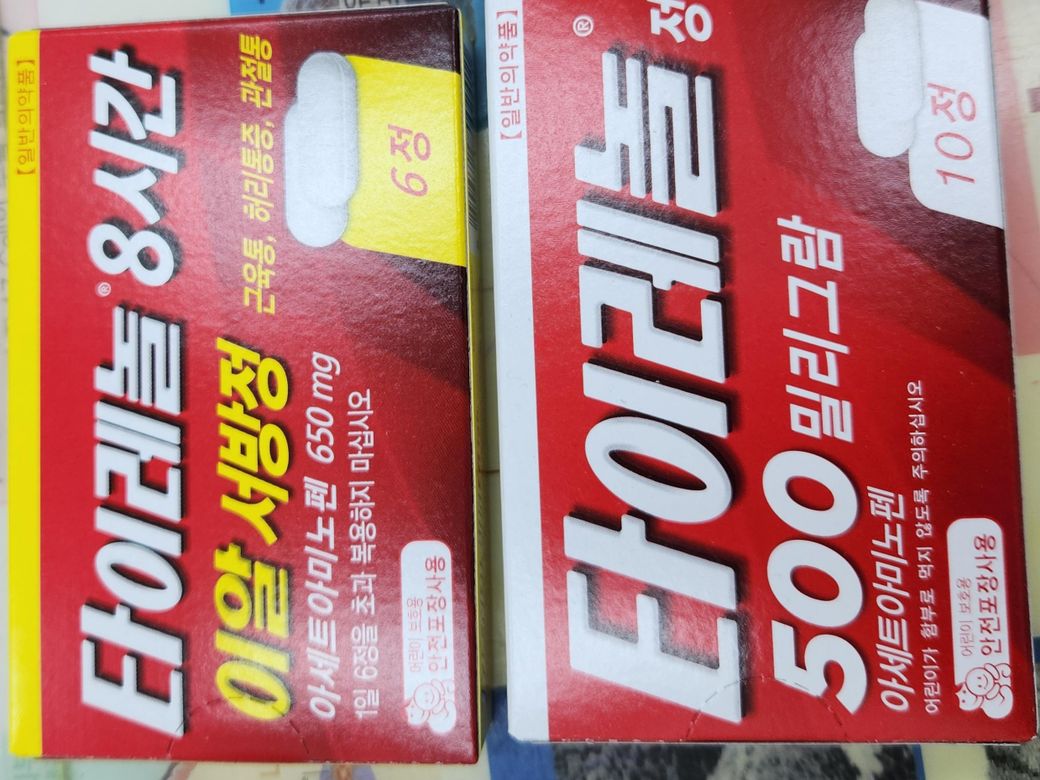 【일반의약품】
타이레놀® 8시간
이알 서방정
근육통, 허리통증, 관절통
아세트아미노펜 650 mg
1일 6정을 초과 복용하지 마십시오
6정
어린이 보호용
안전포장사용
【일반의약품】
타이레놀® 정
500 밀리그람
아세트아미노펜
어린이가 함부로 먹지 않도록 주의하십시오
10정
어린이 보호용
안전포장사용